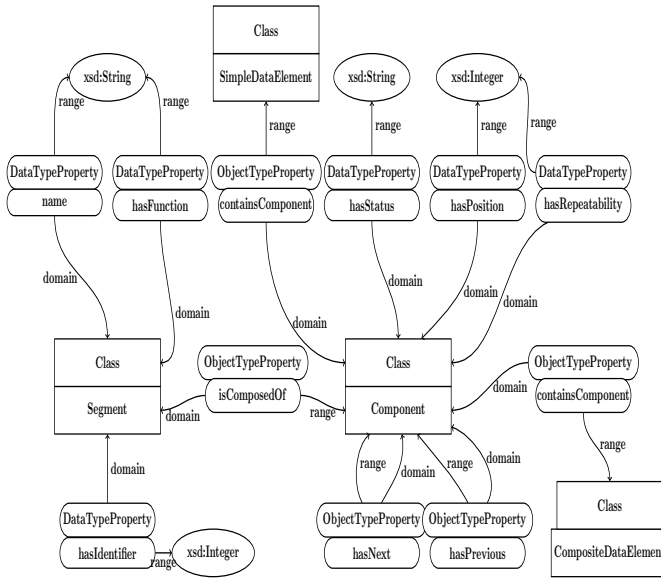 Class
SimpleDataElement
xsd:String
xsd:String
xsd:Integer
range
range
range
range
range
range
DataTypeProperty
name
DataTypeProperty
hasFunction
ObjectTypeProperty
containsComponent
DataTypeProperty
hasStatus
DataTypeProperty
hasPosition
DataTypeProperty
hasRepeatability
domain
domain
domain
domain
domain
domain
Class
Segment
ObjectTypeProperty
isComposedOf
domain
range
Class
Component
ObjectTypeProperty
containsComponent
domain
range
domain
range
domain
range
domain
DataTypeProperty
hasIdentifier
range
xsd:Integer
ObjectTypeProperty
hasNext
ObjectTypeProperty
hasPrevious
Class
CompositeDataElemen